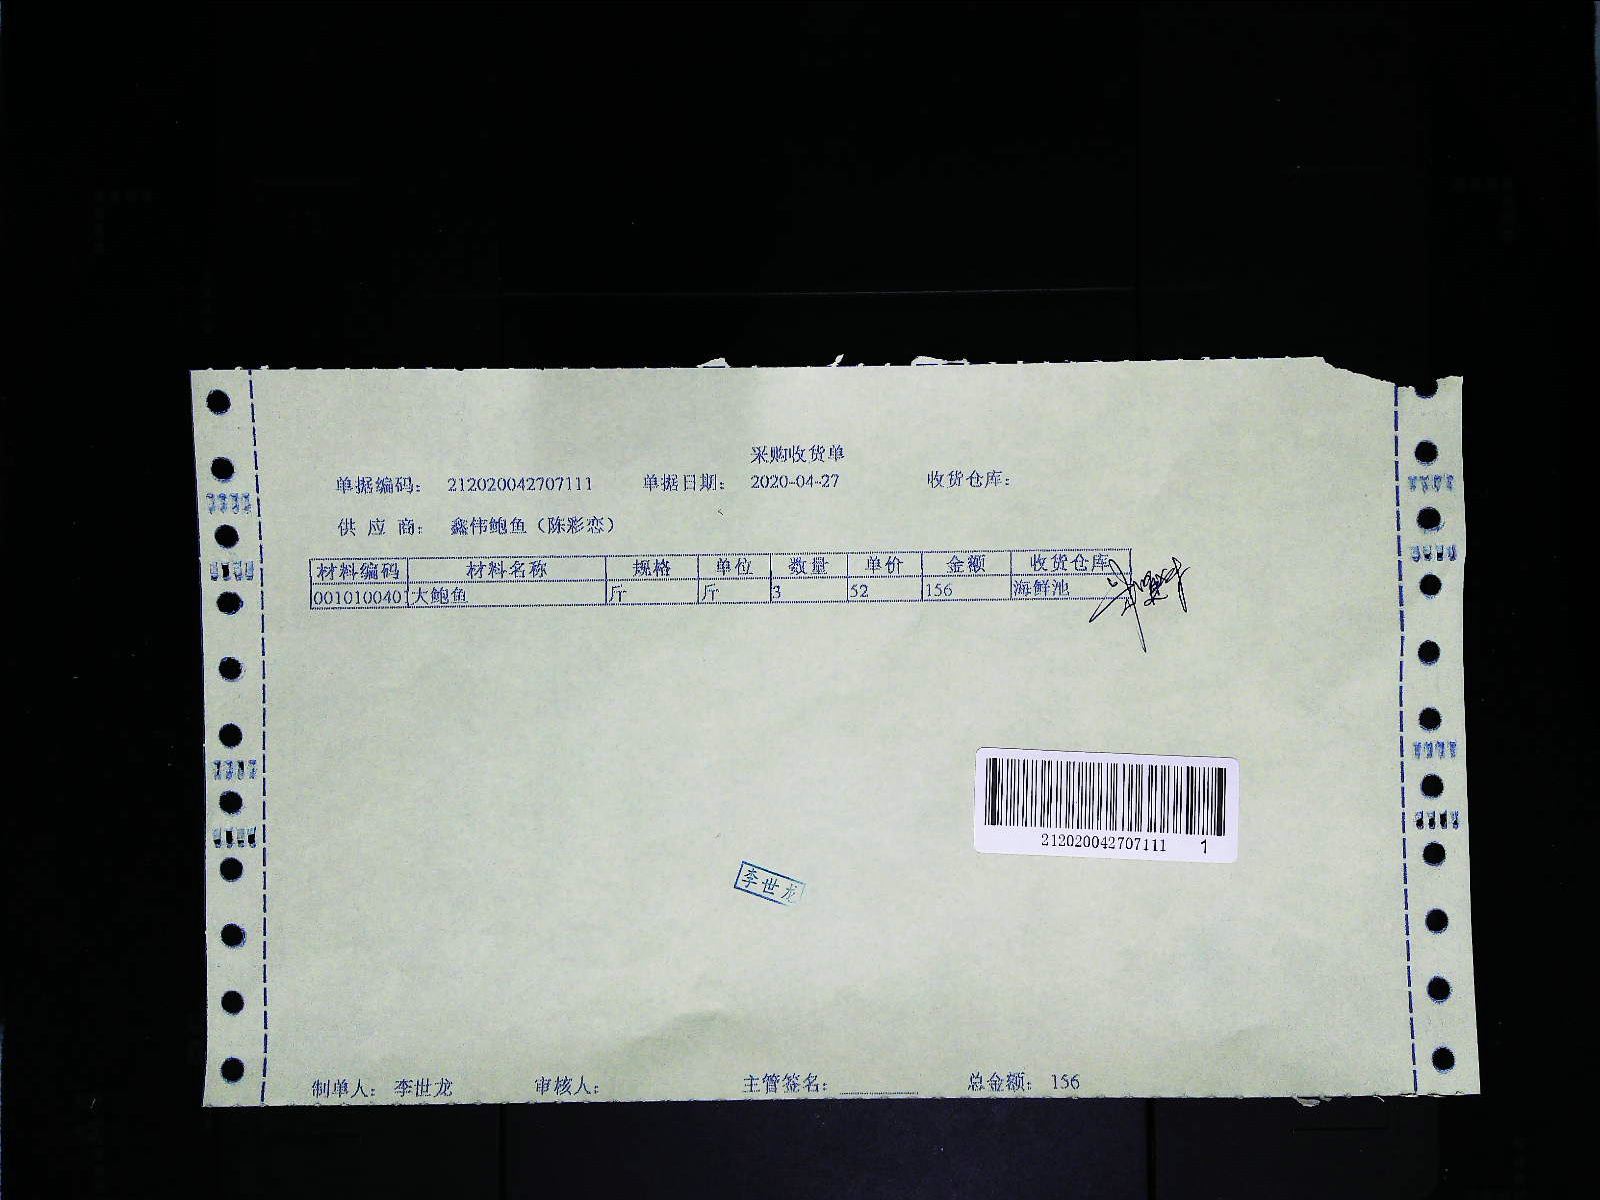 采购收货单
单据编码： 212020042707111 单据日期： 2020-04-27 收货仓库：
供 应 商： 鑫伟鲍鱼（陈彩恋）
材料编码 材料名称 规格 单位 数量 单价 金额 收货仓库
001010040 大鲍鱼 斤 斤 3 52 156 海鲜池
212020042707111 1
李世龙
制单人： 李世龙 审核人： 主管签名： 总金额： 156